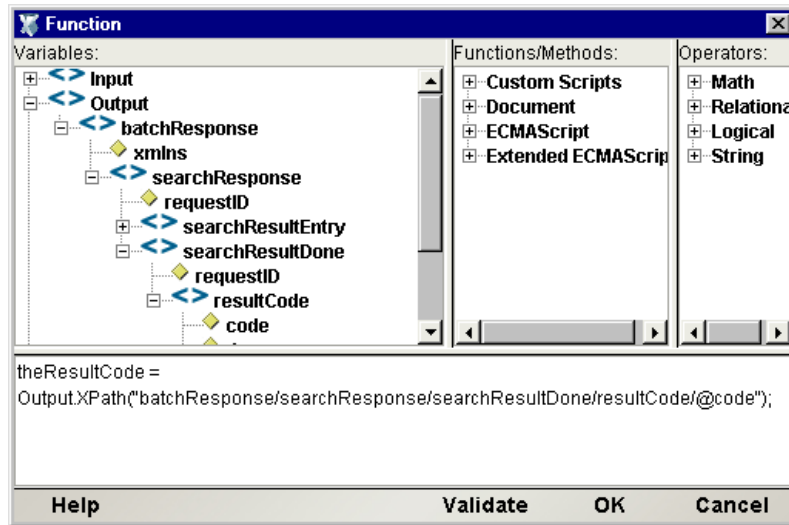 Function
Variables:
Input
Output
batchResponse
xmlns
searchResponse
requestID
searchResultEntry
searchResultDone
requestID
resultCode
code
Functions/Methods:
Custom Scripts
Document
ECMAScript
Extended ECMAScrip
Operators:
Math
Relationa
Logical
String
theResultCode =
Output.XPath("batchResponse/searchResponse/searchResultDone/resultCode/@code");
Help Validate OK Cancel